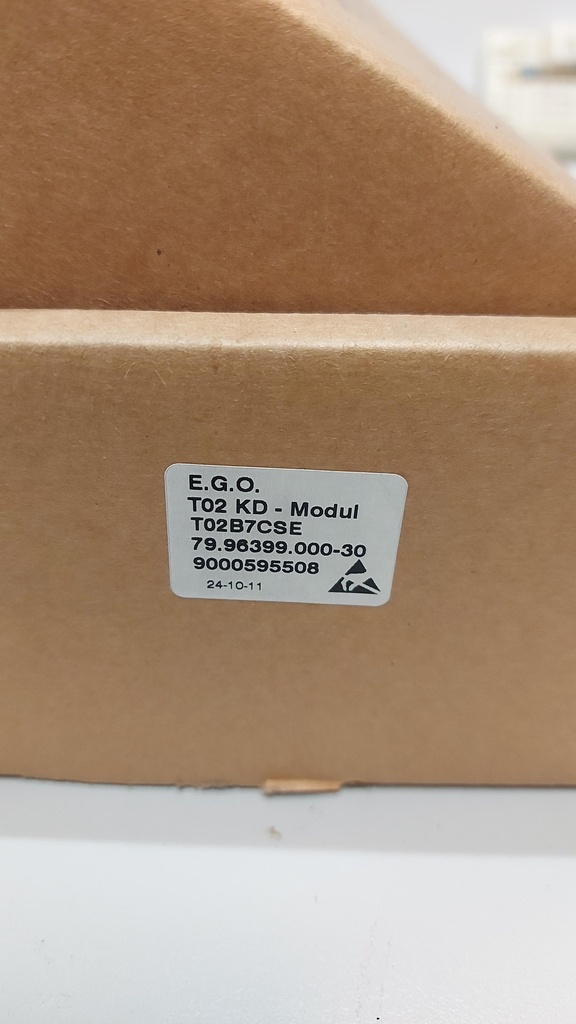 E.G.O.
T02 KD - Modul
T02B7CSE
79.96399.000-30
9000595508
24-10-11